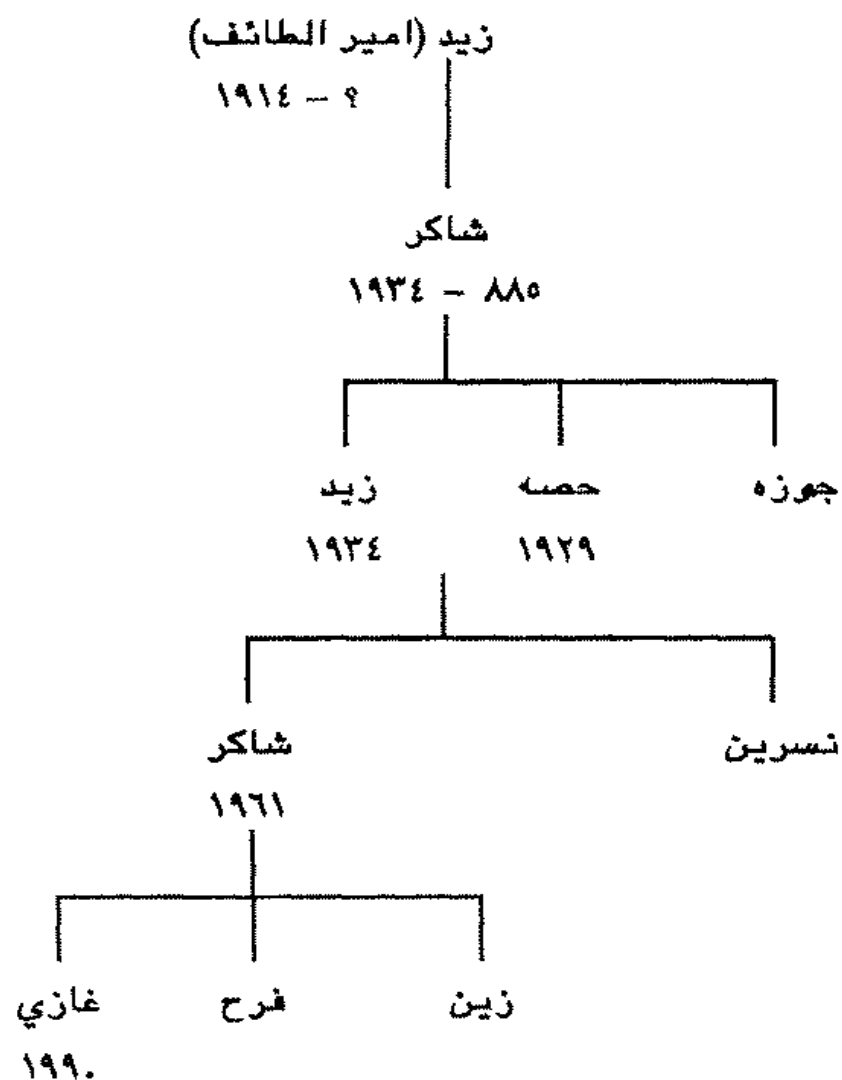 زيد (امير الطائف)
؟ – ١٩١٤
شاكر
٨٨٥ – ١٩٣٤
جوزه حصه زيد
١٩٢٩ ١٩٣٤
نسرين شاكر
١٩٦١
زين فرح غازي
١٩٩٠